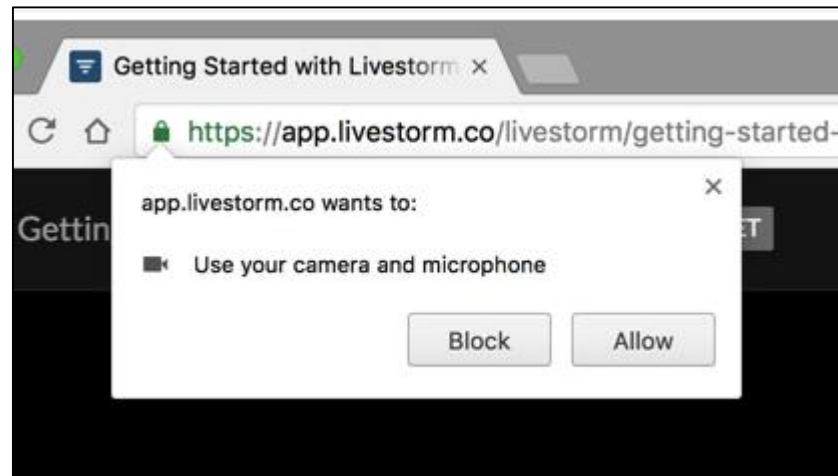 Getting Started with Livestorm
https://app.livestorm.co/livestorm/getting-started-
app.livestorm.co wants to:
Gettin
Use your camera and microphone
Block Allow